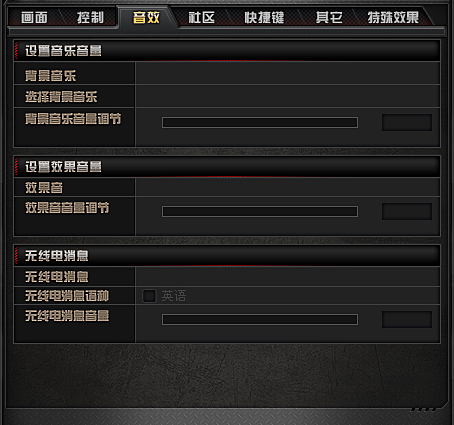 画面 控制 音效 社区 快捷键 其它 特殊效果
设置音乐音量
背景音乐
选择背景音乐
背景音乐音量调节
设置效果音量
效果音
效果音音量调节
无线电消息
无线电消息
无线电消息语种 英语
无线电消息音量